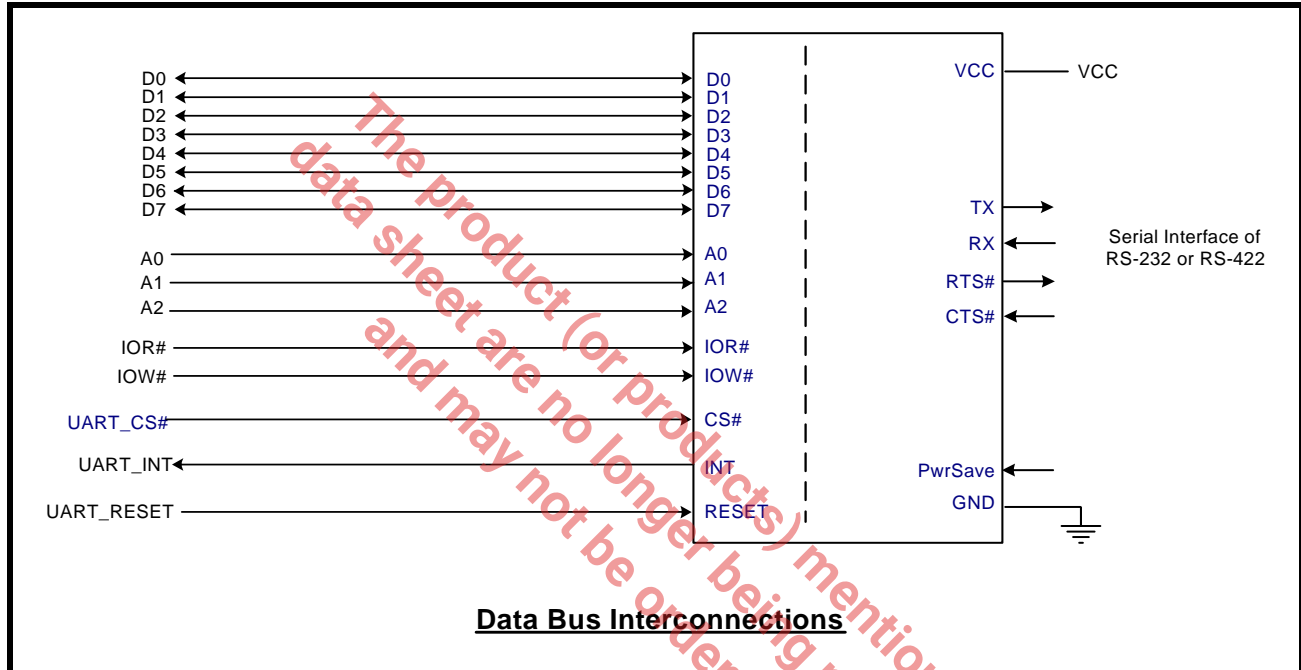 D0
D1
D2
D3
D4
D5
D6
D7
A0
A1
A2
IOR#
IOW#
UART_CS#
UART_INT
UART_RESET
D0
D1
D2
D3
D4
D5
D6
D7
A0
A1
A2
IOR#
IOW#
CS#
INT
RESET
VCC
TX
RX
RTS#
CTS#
PwrSave
GND
VCC
Serial Interface of
RS-232 or RS-422
Data Bus Interconnections
The product (or products) mention
data sheet are no longer being
and may not be order